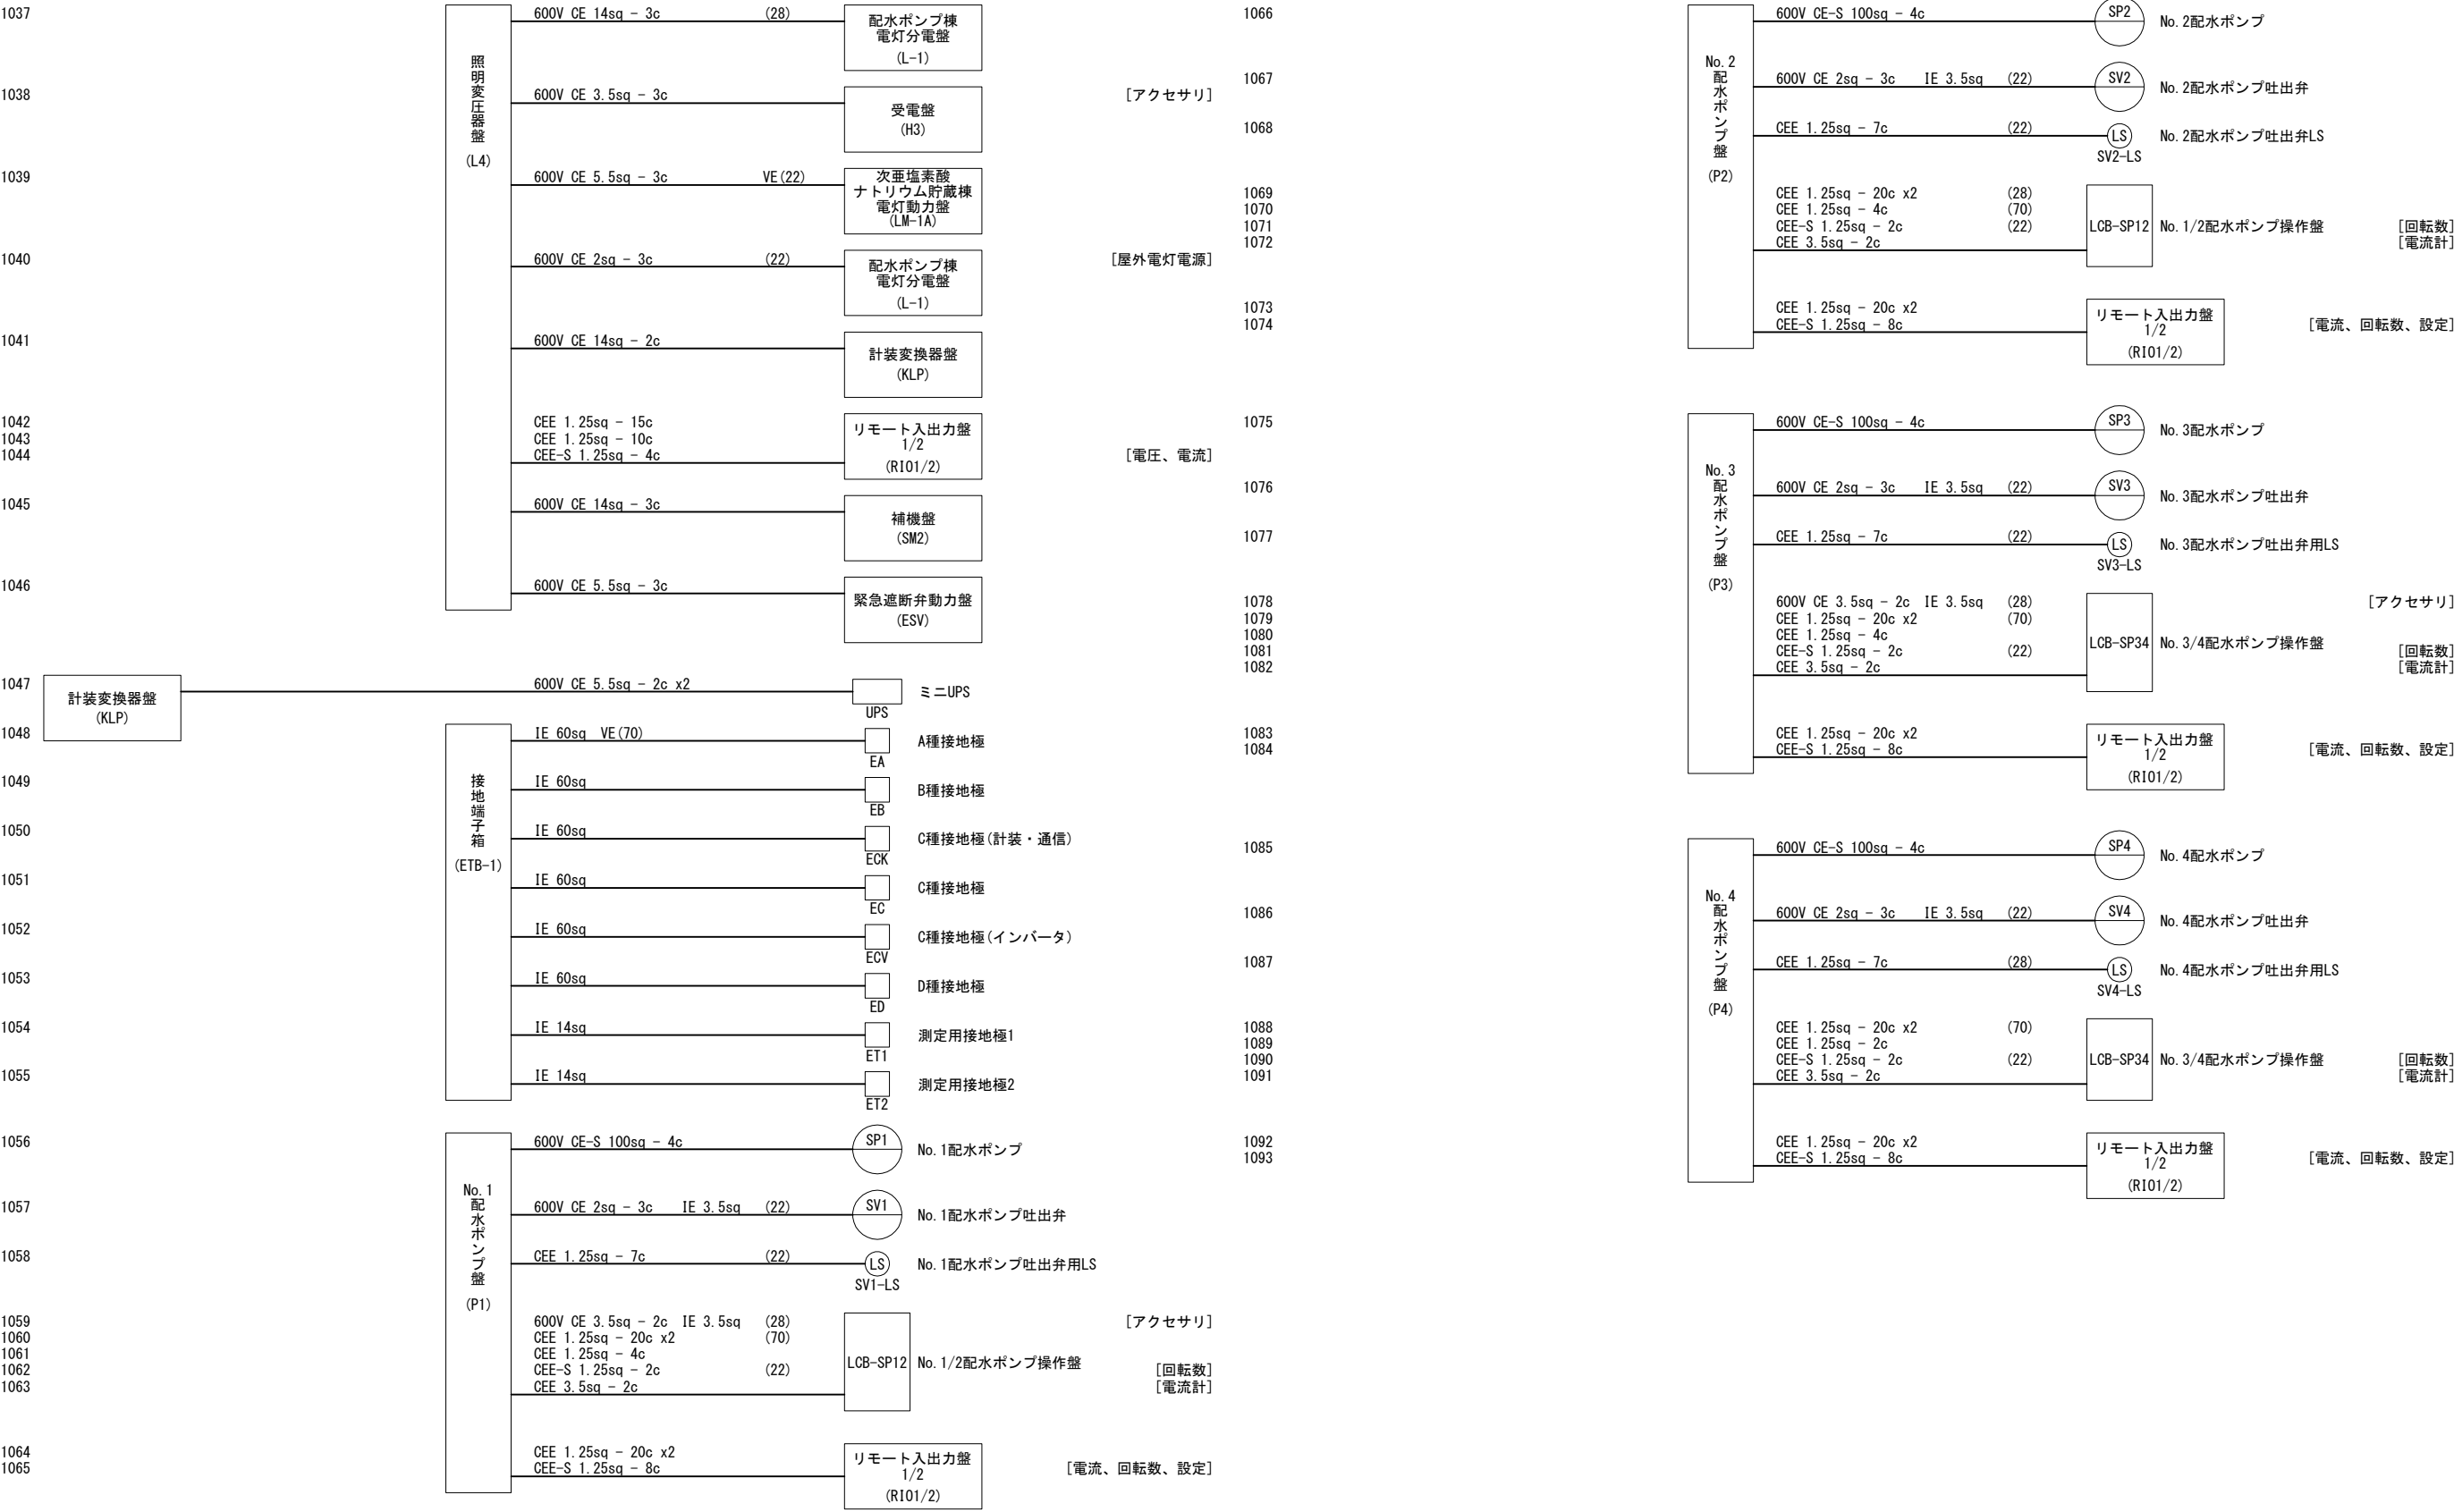 照明変圧器盤
(L4)
1037 600V CE 14sq - 3c (28)
配水ポンプ棟
電灯分電盤
(L-1)
1038 600V CE 3.5sq - 3c
受電盤
(H3)
[アクセサリ]
1039 600V CE 5.5sq - 3c VE(22)
次亜塩素酸
ナトリウム貯蔵棟
電灯動力盤
(LM-1A)
1040 600V CE 2sq - 3c (22)
配水ポンプ棟
電灯分電盤
(L-1)
[屋外電灯電源]
1041 600V CE 14sq - 2c
計装変換器盤
(KLP)
1042 CEE 1.25sq - 15c
1043 CEE 1.25sq - 10c
1044 CEE-S 1.25sq - 4c
リモート入出力盤
1/2
(RIO1/2)
[電圧、電流]
1045 600V CE 14sq - 3c
補機盤
(SM2)
1046 600V CE 5.5sq - 3c
緊急遮断弁動力盤
(ESV)
1047
計装変換器盤
(KLP)
600V CE 5.5sq - 2c x2
ミニUPS
UPS
接地端子箱
(ETB-1)
1048 IE 60sq VE(70)
A種接地極
EA
1049 IE 60sq
B種接地極
EB
1050 IE 60sq
C種接地極(計装・通信)
ECK
1051 IE 60sq
C種接地極
EC
1052 IE 60sq
C種接地極(インバータ)
ECV
1053 IE 60sq
D種接地極
ED
1054 IE 14sq
測定用接地極1
ET1
1055 IE 14sq
測定用接地極2
ET2
No.1
配水ポンプ盤
(P1)
1056 600V CE-S 100sq - 4c
SP1
No.1配水ポンプ
1057 600V CE 2sq - 3c IE 3.5sq (22)
SV1
No.1配水ポンプ吐出弁
1058 CEE 1.25sq - 7c (22)
LS
No.1配水ポンプ吐出弁用LS
SV1-LS
1059 600V CE 3.5sq - 2c IE 3.5sq (28) [アクセサリ]
1060 CEE 1.25sq - 20c x2 (70)
1061 CEE 1.25sq - 4c
LCB-SP12 No.1/2配水ポンプ操作盤
1062 CEE-S 1.25sq - 2c (22) [回転数]
1063 CEE 3.5sq - 2c [電流計]
1064 CEE 1.25sq - 20c x2
1065 CEE-S 1.25sq - 8c
リモート入出力盤
1/2
(RIO1/2)
[電流、回転数、設定]
No.2
配水ポンプ盤
(P2)
1066 600V CE-S 100sq - 4c
SP2
No.2配水ポンプ
1067 600V CE 2sq - 3c IE 3.5sq (22)
SV2
No.2配水ポンプ吐出弁
1068 CEE 1.25sq - 7c (22)
LS
No.2配水ポンプ吐出弁LS
SV2-LS
1069 CEE 1.25sq - 20c x2 (28)
1070 CEE 1.25sq - 4c (70)
1071 CEE-S 1.25sq - 2c (22)
LCB-SP12 No.1/2配水ポンプ操作盤 [回転数]
1072 CEE 3.5sq - 2c [電流計]
1073 CEE 1.25sq - 20c x2
1074 CEE-S 1.25sq - 8c
リモート入出力盤
1/2
(RIO1/2)
[電流、回転数、設定]
No.3
配水ポンプ盤
(P3)
1075 600V CE-S 100sq - 4c
SP3
No.3配水ポンプ
1076 600V CE 2sq - 3c IE 3.5sq (22)
SV3
No.3配水ポンプ吐出弁
1077 CEE 1.25sq - 7c (22)
LS
No.3配水ポンプ吐出弁用LS
SV3-LS
1078 600V CE 3.5sq - 2c IE 3.5sq (28) [アクセサリ]
1079 CEE 1.25sq - 20c x2 (70)
1080 CEE 1.25sq - 4c
LCB-SP34 No.3/4配水ポンプ操作盤
1081 CEE-S 1.25sq - 2c (22) [回転数]
1082 CEE 3.5sq - 2c [電流計]
1083 CEE 1.25sq - 20c x2
1084 CEE-S 1.25sq - 8c
リモート入出力盤
1/2
(RIO1/2)
[電流、回転数、設定]
No.4
配水ポンプ盤
(P4)
1085 600V CE-S 100sq - 4c
SP4
No.4配水ポンプ
1086 600V CE 2sq - 3c IE 3.5sq (22)
SV4
No.4配水ポンプ吐出弁
1087 CEE 1.25sq - 7c (28)
LS
No.4配水ポンプ吐出弁用LS
SV4-LS
1088 CEE 1.25sq - 20c x2 (70)
1089 CEE 1.25sq - 2c
1090 CEE-S 1.25sq - 2c (22)
LCB-SP34 No.3/4配水ポンプ操作盤 [回転数]
1091 CEE 3.5sq - 2c [電流計]
1092 CEE 1.25sq - 20c x2
1093 CEE-S 1.25sq - 8c
リモート入出力盤
1/2
(RIO1/2)
[電流、回転数、設定]